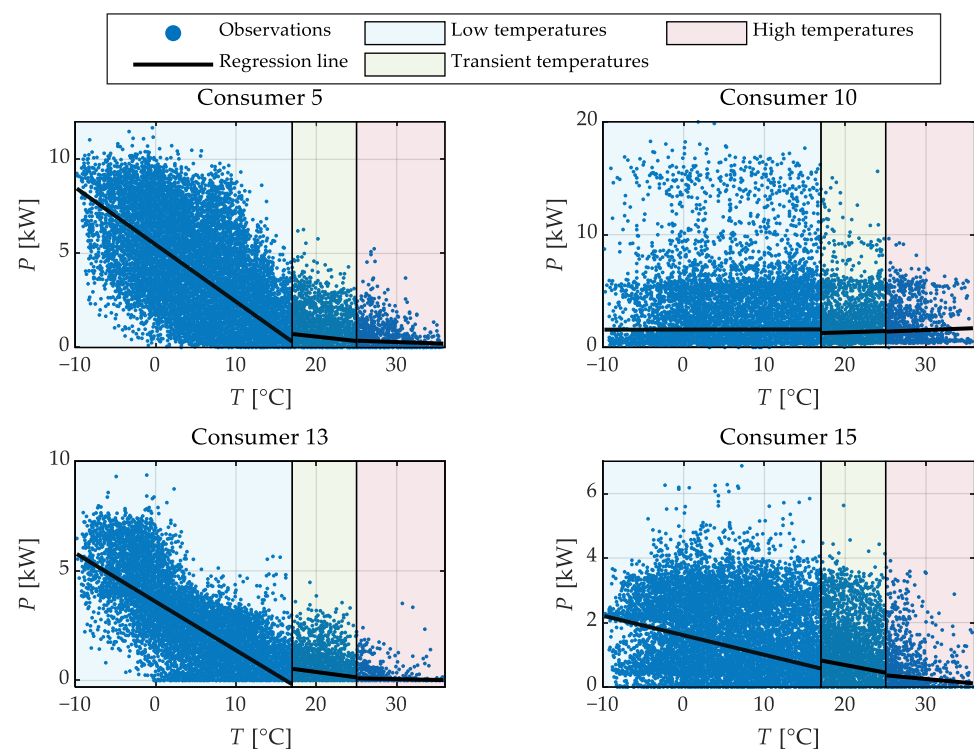 Observations
Low temperatures
High temperatures
Regression line
Transient temperatures
Consumer 5
Consumer 10
10
5
0
P [kW]
−10 0 10 20 30
T [°C]
20
10
0
P [kW]
−10 0 10 20 30
T [°C]
Consumer 13
Consumer 15
10
5
0
P [kW]
−10 0 10 20 30
T [°C]
6
4
2
0
P [kW]
−10 0 10 20 30
T [°C]